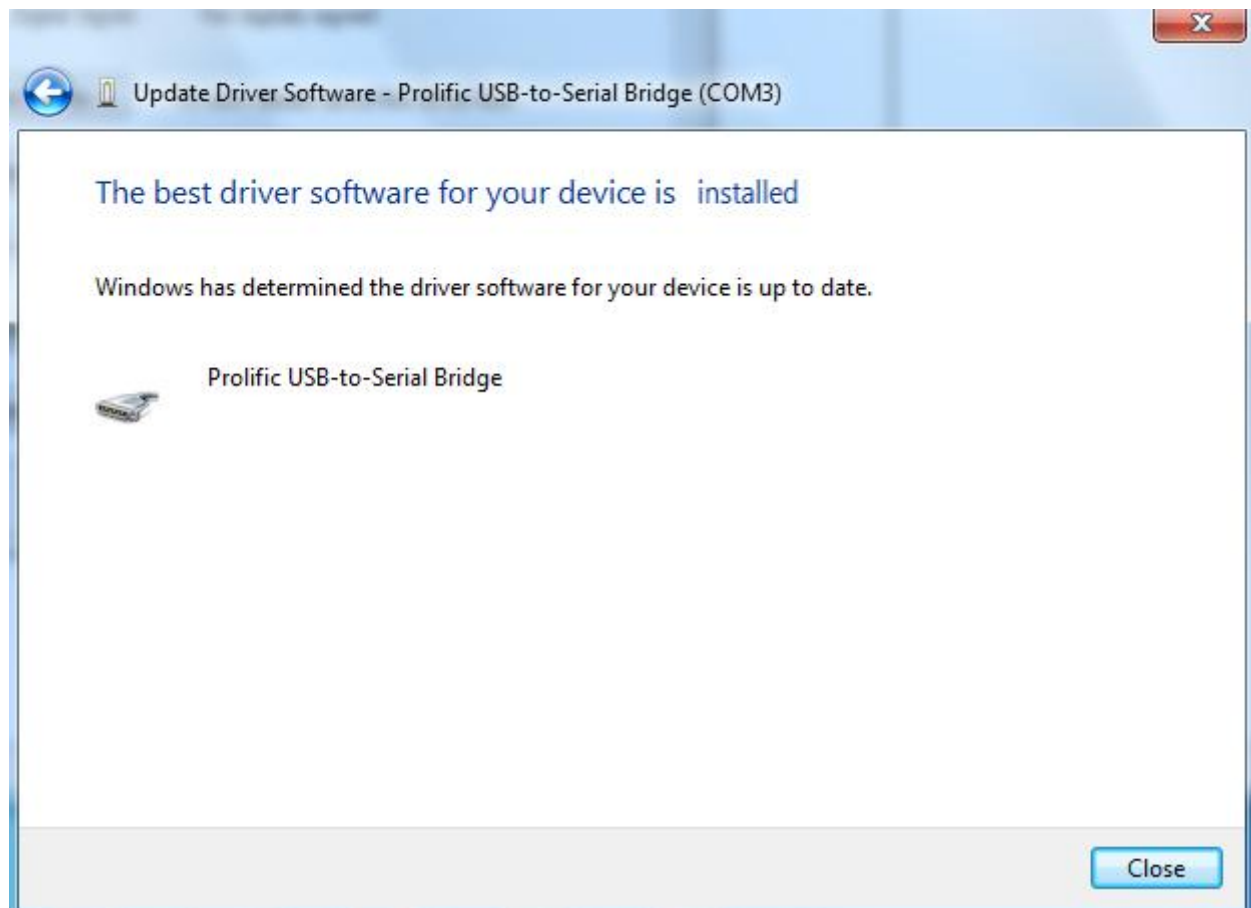 Update Driver Software - Prolific USB-to-Serial Bridge (COM3)
The best driver software for your device is installed
Windows has determined the driver software for your device is up to date.
Prolific USB-to-Serial Bridge
Close